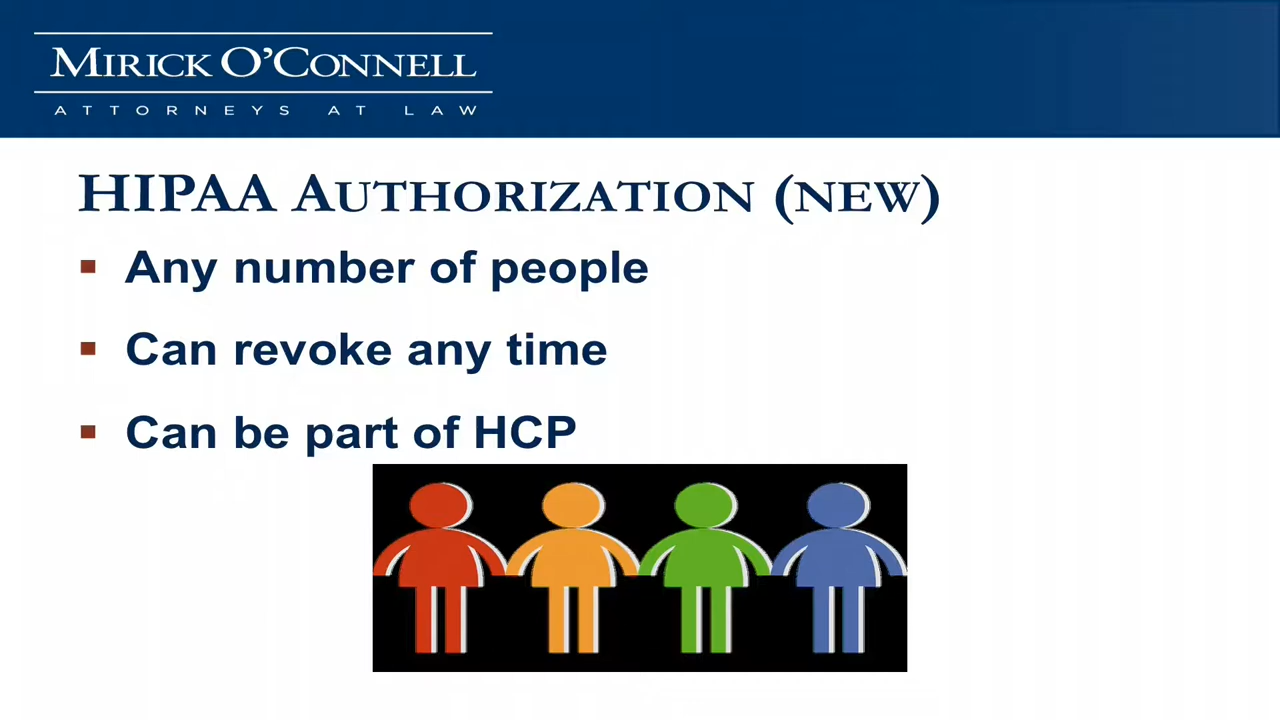 MIRICK O'CONNELL
ATTORNEYS AT LAW
HIPAA AUTHORIZATION (NEW)
Any number of people
Can revoke any time
Can be part of HCP